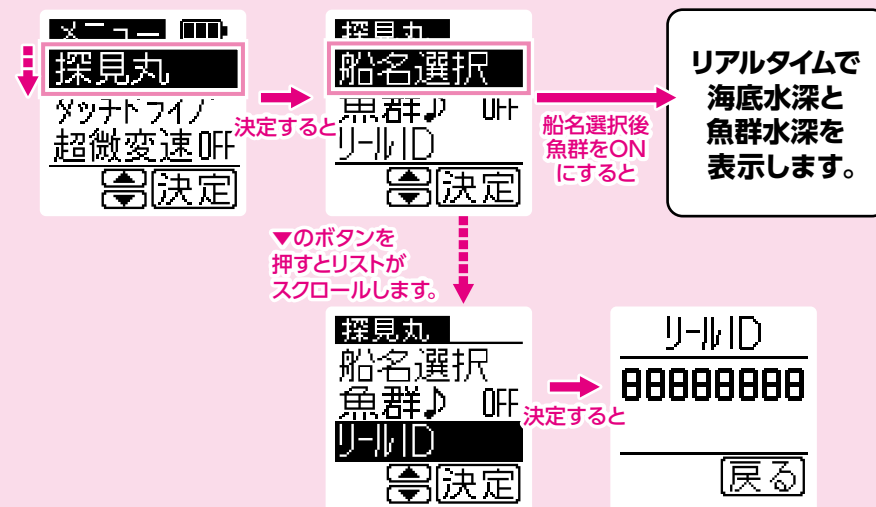 メニュー
探見丸
タッチドライブ
超微変速OFF
決定
決定すると
探見丸
船名選択
魚群♪ OFF
リールID
決定
船名選択後
魚群をON
にすると
リアルタイムで
海底水深と
魚群水深を
表示します。
▼のボタンを
押すとリストが
スクロールします。
探見丸
船名選択
魚群♪ OFF
リールID
決定
決定すると
リールID
88888888
戻る